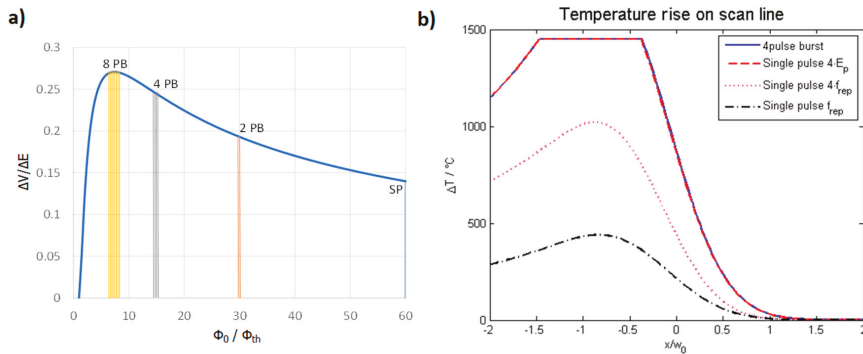 a)
0.3
0.25
0.2
0.15
0.1
0.05
0
8 PB
4 PB
2 PB
SP
ΔV/ΔE
0 10 20 30 40 50 60
Φ0 / Φth
b)
Temperature rise on scan line
1500
1000
500
0
ΔT / °C
4pulse burst
Single pulse 4·Ep
Single pulse 4·frep
Single pulse frep
-2 -1.5 -1 -0.5 0 0.5 1 1.5 2
x/w0